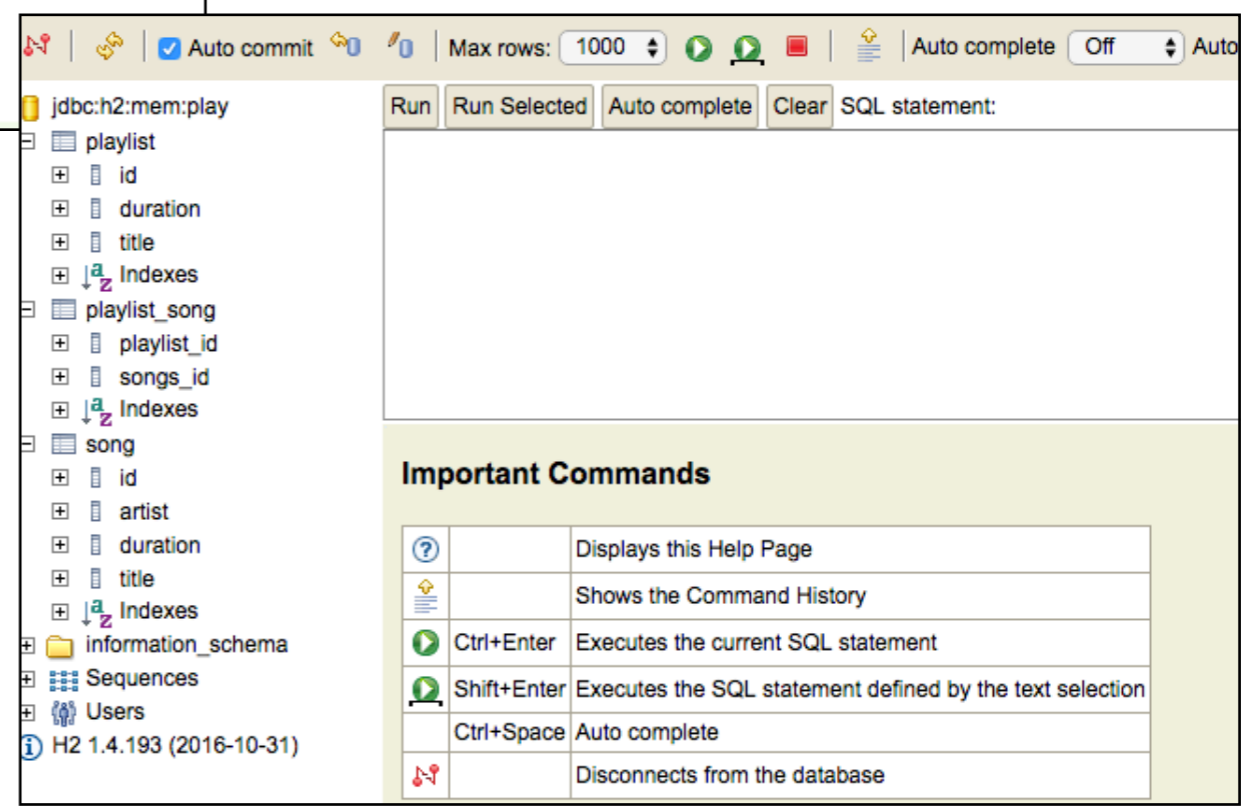 Auto commit Max rows: 1000 Auto complete Off Auto
jdbc:h2:mem:play
playlist
id
duration
title
Indexes
playlist_song
playlist_id
songs_id
Indexes
song
id
artist
duration
title
Indexes
information_schema
Sequences
Users
H2 1.4.193 (2016-10-31)
Run Run Selected Auto complete Clear SQL statement:
Important Commands
Displays this Help Page
Shows the Command History
Ctrl+Enter Executes the current SQL statement
Shift+Enter Executes the SQL statement defined by the text selection
Ctrl+Space Auto complete
Disconnects from the database